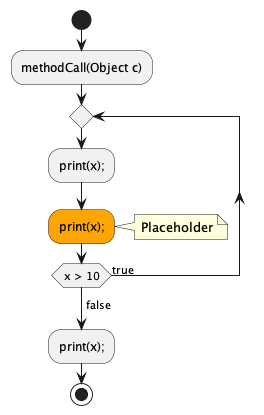 methodCall(Object c)
print(x);
print(x);
Placeholder
x > 10
true
false
print(x);